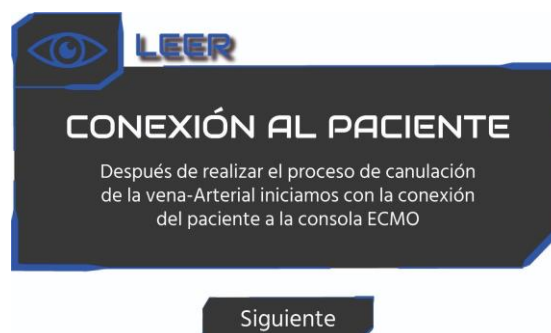 LEER
CONEXIÓN AL PACIENTE
Después de realizar el proceso de canulación
de la vena-Arterial iniciamos con la conexión
del paciente a la consola ECMO
Siguiente